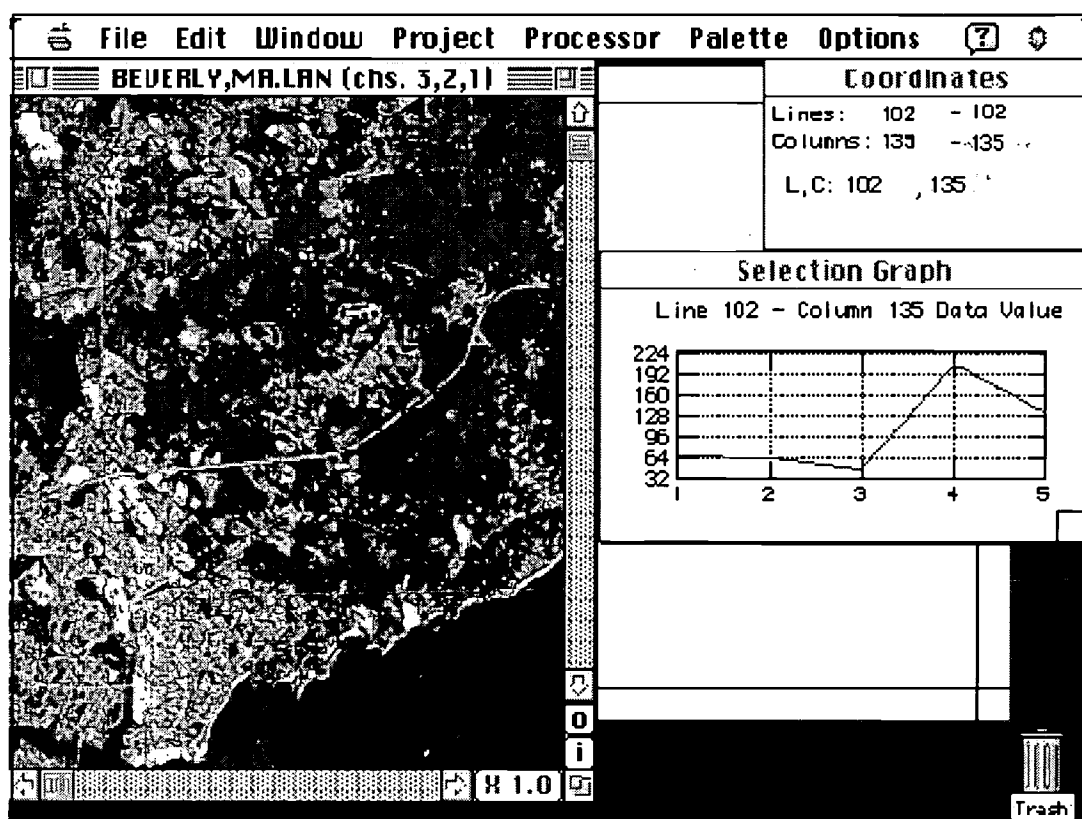 File Edit Window Project Processor Palette Options ?
BEVERLY,MA.LAN (chs. 3,2,1)
Coordinates
Lines: 102 - 102
Columns: 135 - 135
L,C: 102 , 135
Selection Graph
Line 102 - Column 135 Data Value
224
192
160
128
96
64
32
1 2 3 4 5
O
i
X 1.0
Trash